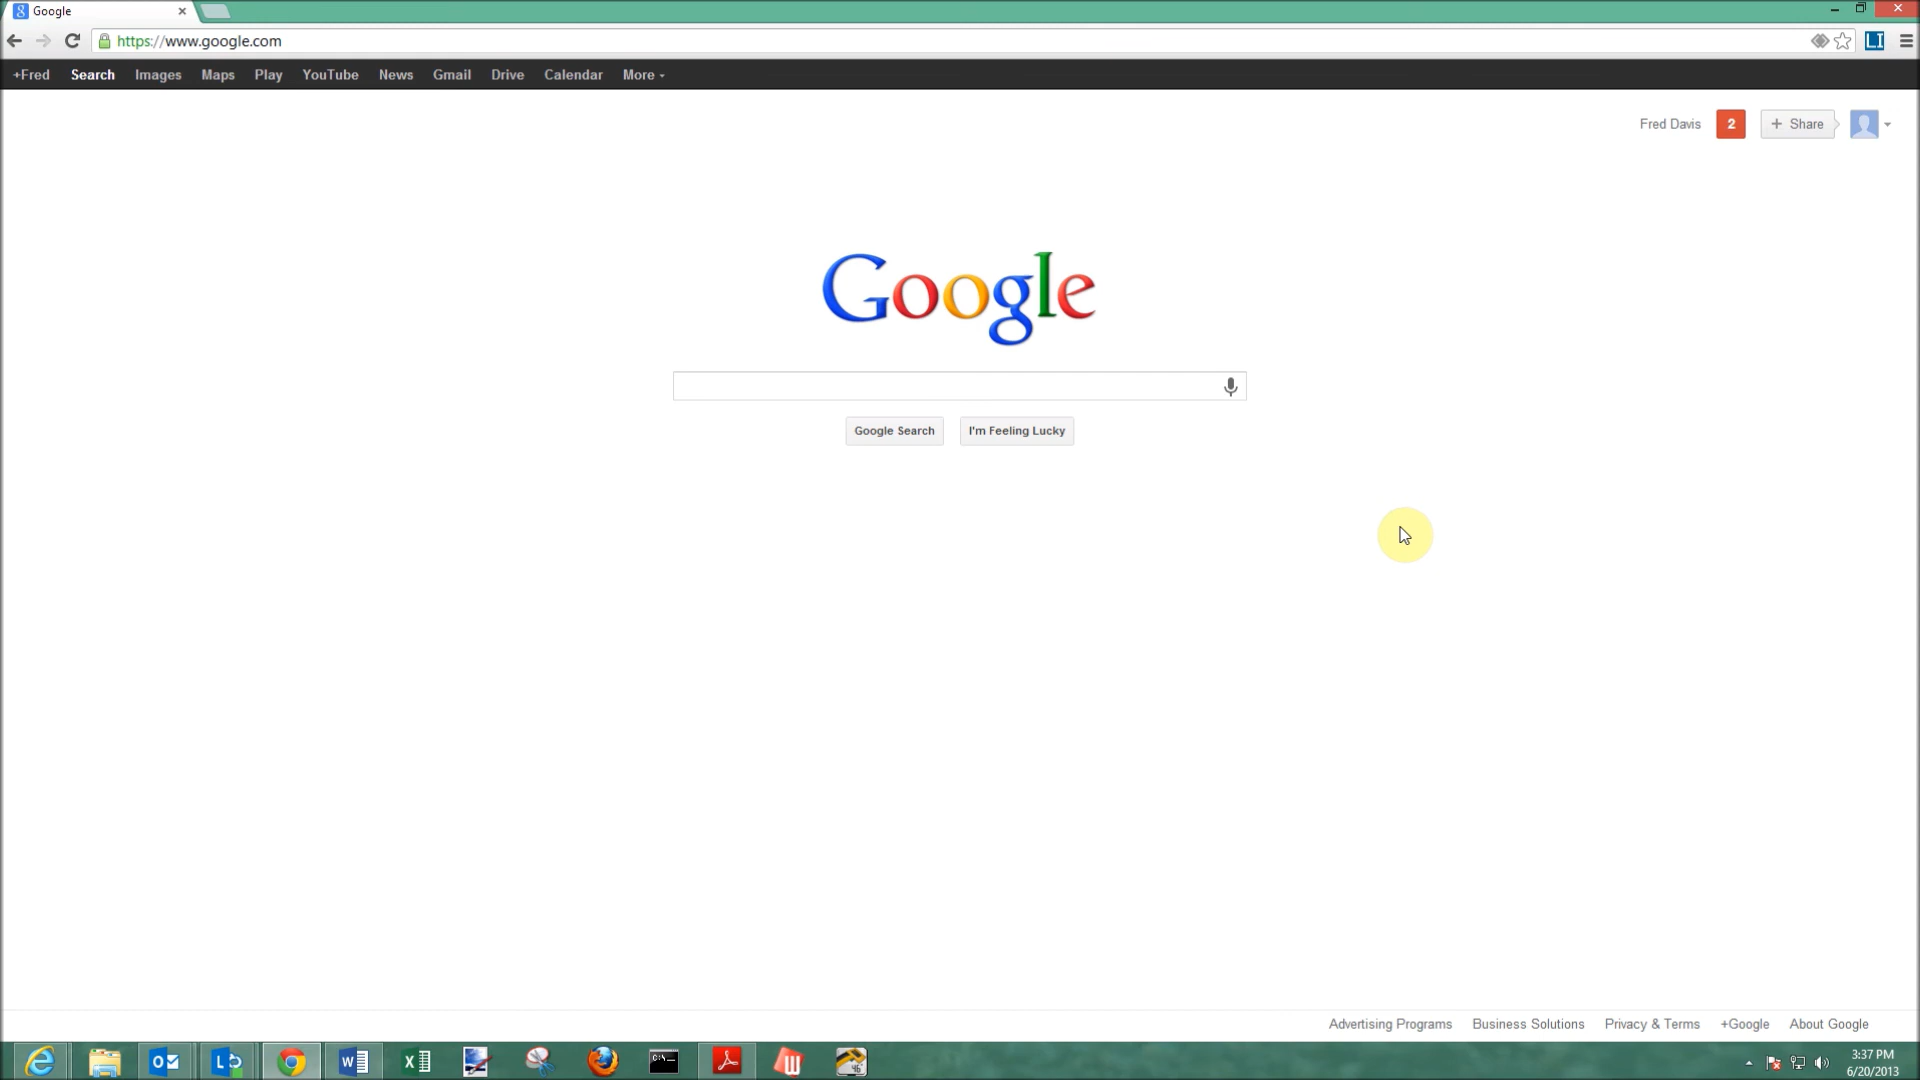 Google
https://www.google.com
+Fred Search Images Maps Play YouTube News Gmail Drive Calendar More
Fred Davis 2 + Share
Google
Google Search I'm Feeling Lucky
Advertising Programs Business Solutions Privacy & Terms +Google About Google
3:37 PM
6/20/2013